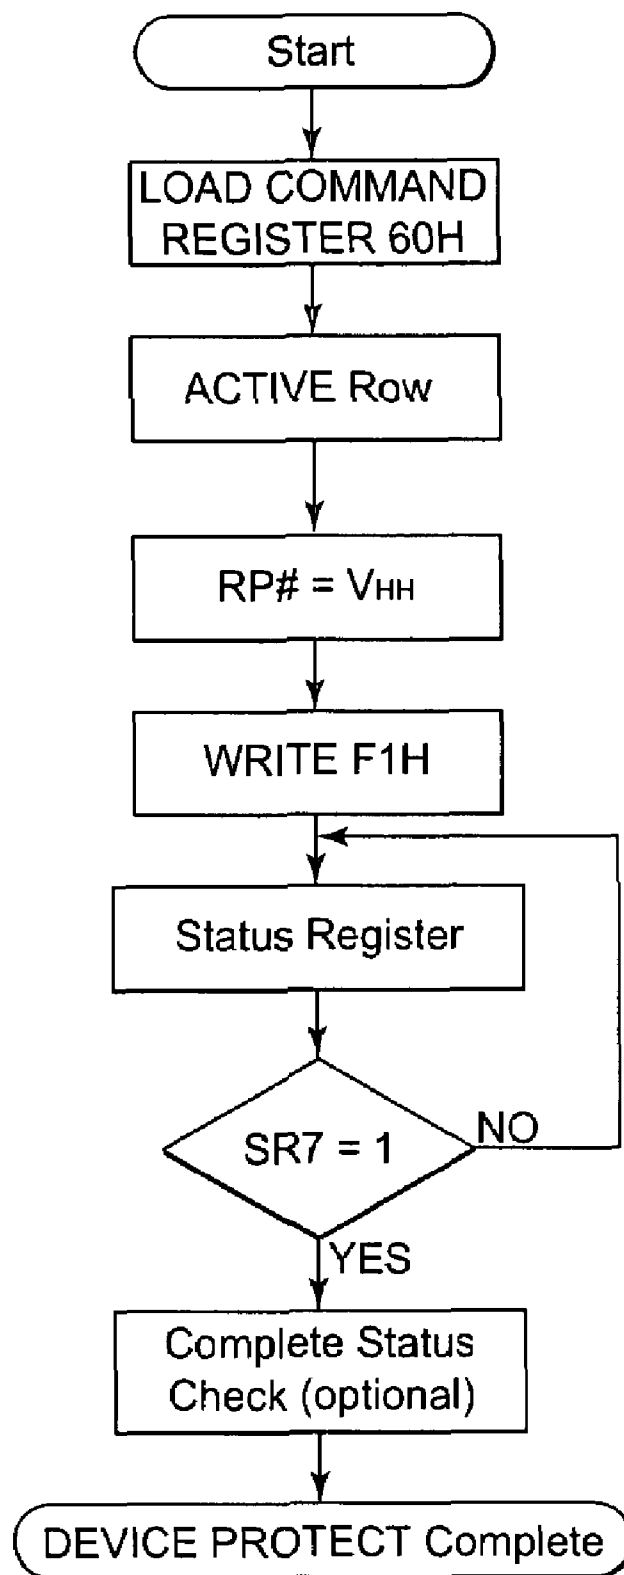 Start
LOAD COMMAND
REGISTER 60H
ACTIVE Row
RP# = VHH
WRITE F1H
Status Register
SR7 = 1
NO
YES
Complete Status
Check (optional)
DEVICE PROTECT Complete